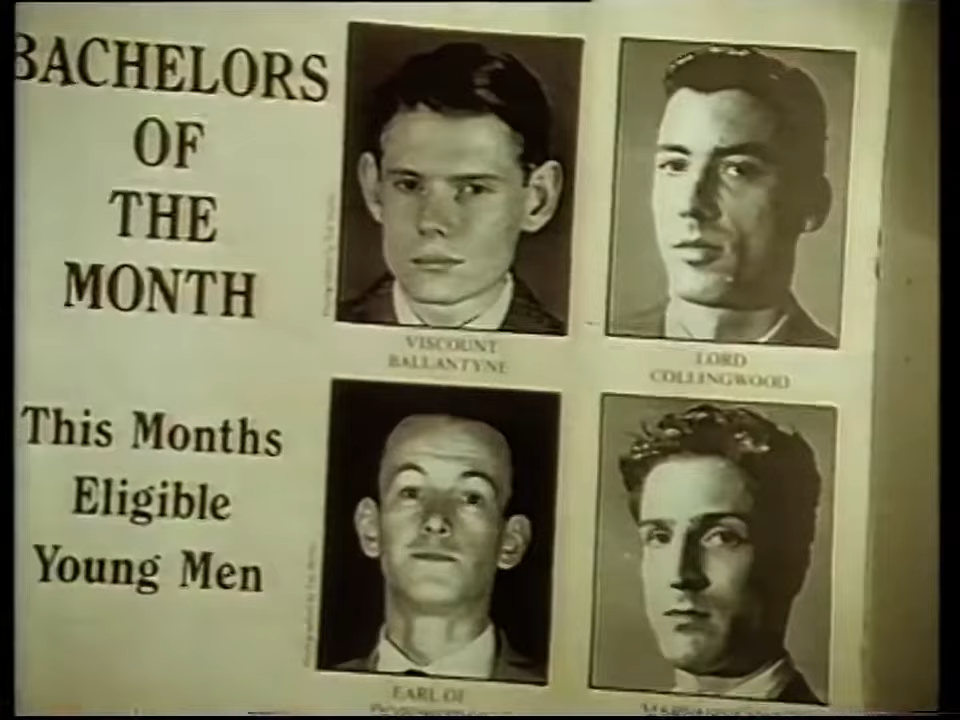 BACHELORS
OF
THE
MONTH
This Months
Eligible
Young Men
VISCOUNT
BALLANTYNE
LORD
COLLINGWOOD
EARL OF